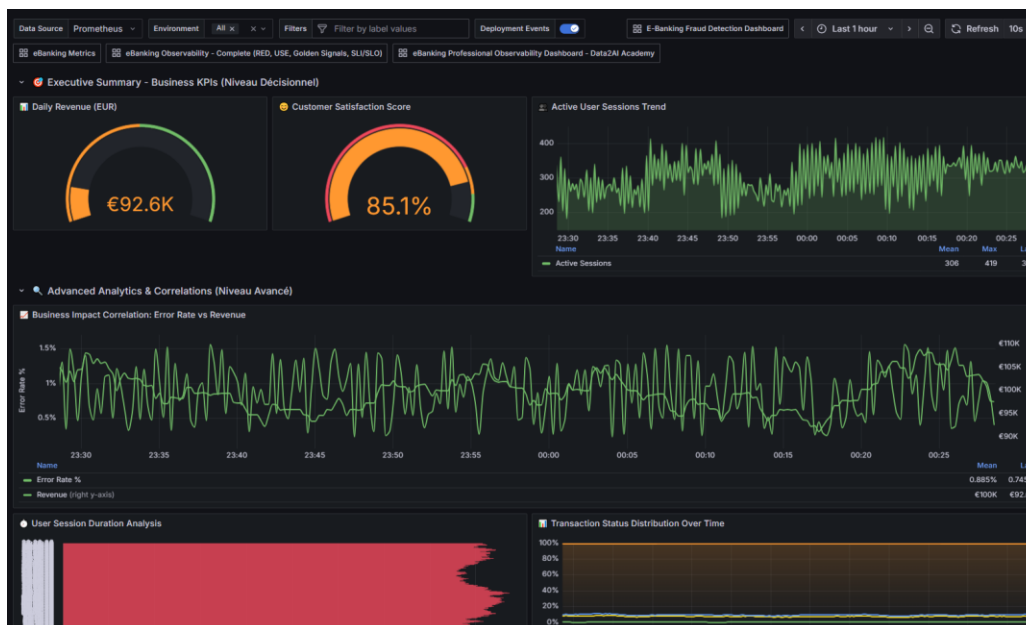 Data Source Prometheus Environment All × Filters Filter by label values Deployment Events E-Banking Fraud Detection Dashboard Last 1 hour Refresh 10s
eBanking Metrics eBanking Observability - Complete (RED, USE, Golden Signals, SLI/SLO) eBanking Professional Observability Dashboard - Data2AI Academy
Executive Summary - Business KPIs (Niveau Décisionnel)
Daily Revenue (EUR)
€92.6K
Customer Satisfaction Score
85.1%
Active User Sessions Trend
400
300
200
23:30 23:35 23:40 23:45 23:50 23:55 00:00 00:05 00:10 00:15 00:20 00:25
Name Mean Max
Active Sessions 306 419
Advanced Analytics & Correlations (Niveau Avancé)
Business Impact Correlation: Error Rate vs Revenue
Error Rate %
1.5%
1%
0.5%
€110K
€105K
€100K
€95K
€90K
23:30 23:35 23:40 23:45 23:50 23:55 00:00 00:05 00:10 00:15 00:20 00:25
Name Mean
Error Rate % 0.885%
Revenue (right y-axis) €100K
User Session Duration Analysis
Transaction Status Distribution Over Time
100%
80%
60%
40%
20%
0%